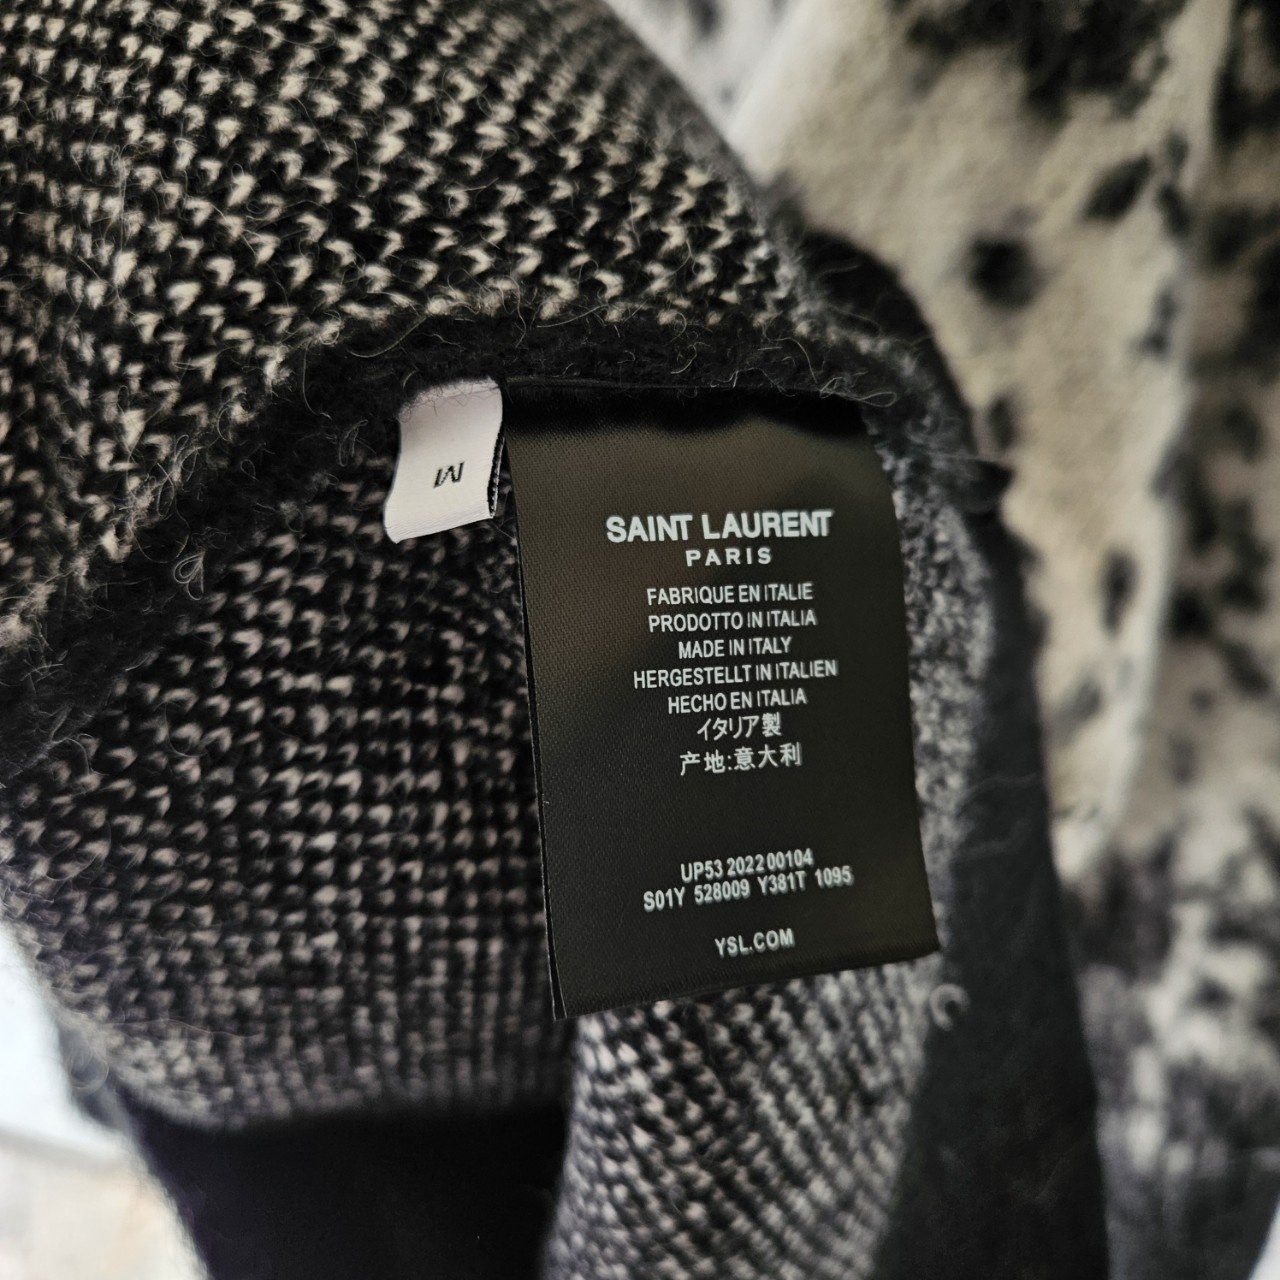 M
SAINT LAURENT
PARIS
FABRIQUE EN ITALIE
PRODOTTO IN ITALIA
MADE IN ITALY
HERGESTELLT IN ITALIEN
HECHO EN ITALIA
イタリア製
产地:意大利
UP53 2022 00104
S01Y 528009 Y381T 1095
YSL.COM